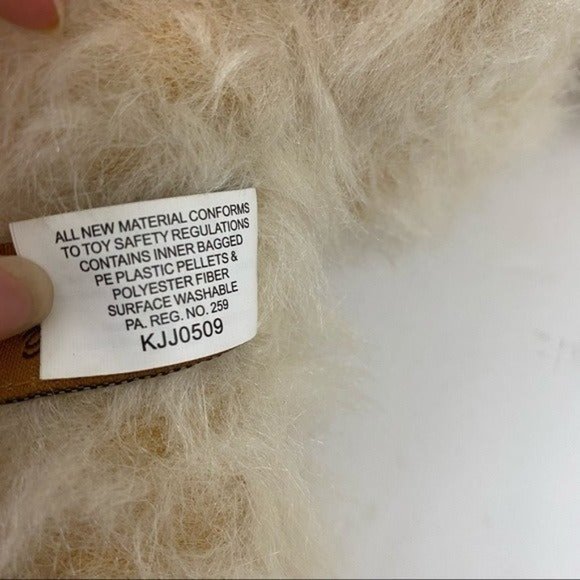 ALL NEW MATERIAL CONFORMS
TO TOY SAFETY REGULATIONS
CONTAINS INNER BAGGED
PE PLASTIC PELLETS &
POLYESTER FIBER
SURFACE WASHABLE
PA. REG. NO. 259
KJJ0509